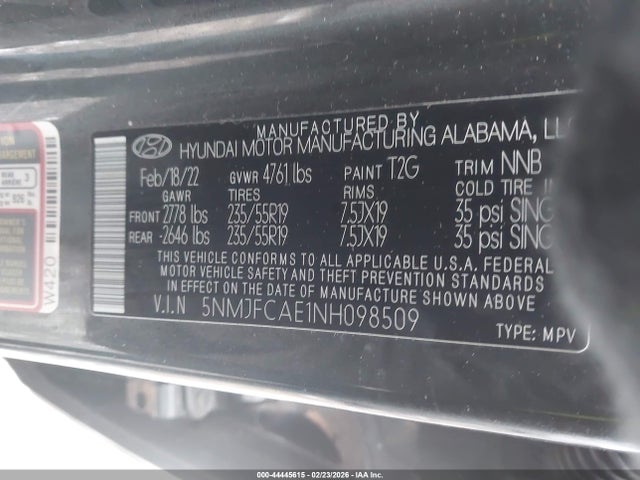 MANUFACTURED BY
HYUNDAI MOTOR MANUFACTURING ALABAMA, LLC
Feb/18/22 GVWR 4761 lbs PAINT T2G TRIM NNB
GAWR TIRES RIMS COLD TIRE
FRONT 2778 lbs 235/55R19 7.5JX19 35 psi SING
REAR -2646 lbs 235/55R19 7.5JX19 35 psi SING
THIS VEHICLE CONFORMS TO ALL APPLICABLE U.S.A. FEDERAL
MOTOR VEHICLE SAFETY AND THEFT PREVENTION STANDARDS
IN EFFECT ON THE DATE OF MANUFACTURE SHOWN ABOVE
V.I.N 5NMJFCAE1NH098509
TYPE: MPV
W420
000-44445615 - 02/23/2026 - IAA Inc.